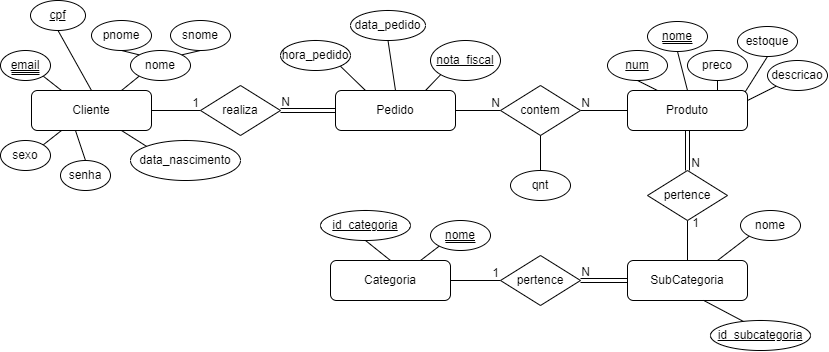 cpf
pnome
snome
email
nome
Cliente
sexo
senha
data_nascimento
1
realiza
N
data_pedido
hora_pedido
nota_fiscal
Pedido
N
contem
N
qnt
nome
estoque
num
preco
descricao
Produto
N
pertence
1
id_categoria
nome
Categoria
1
pertence
N
nome
SubCategoria
id_subcategoria